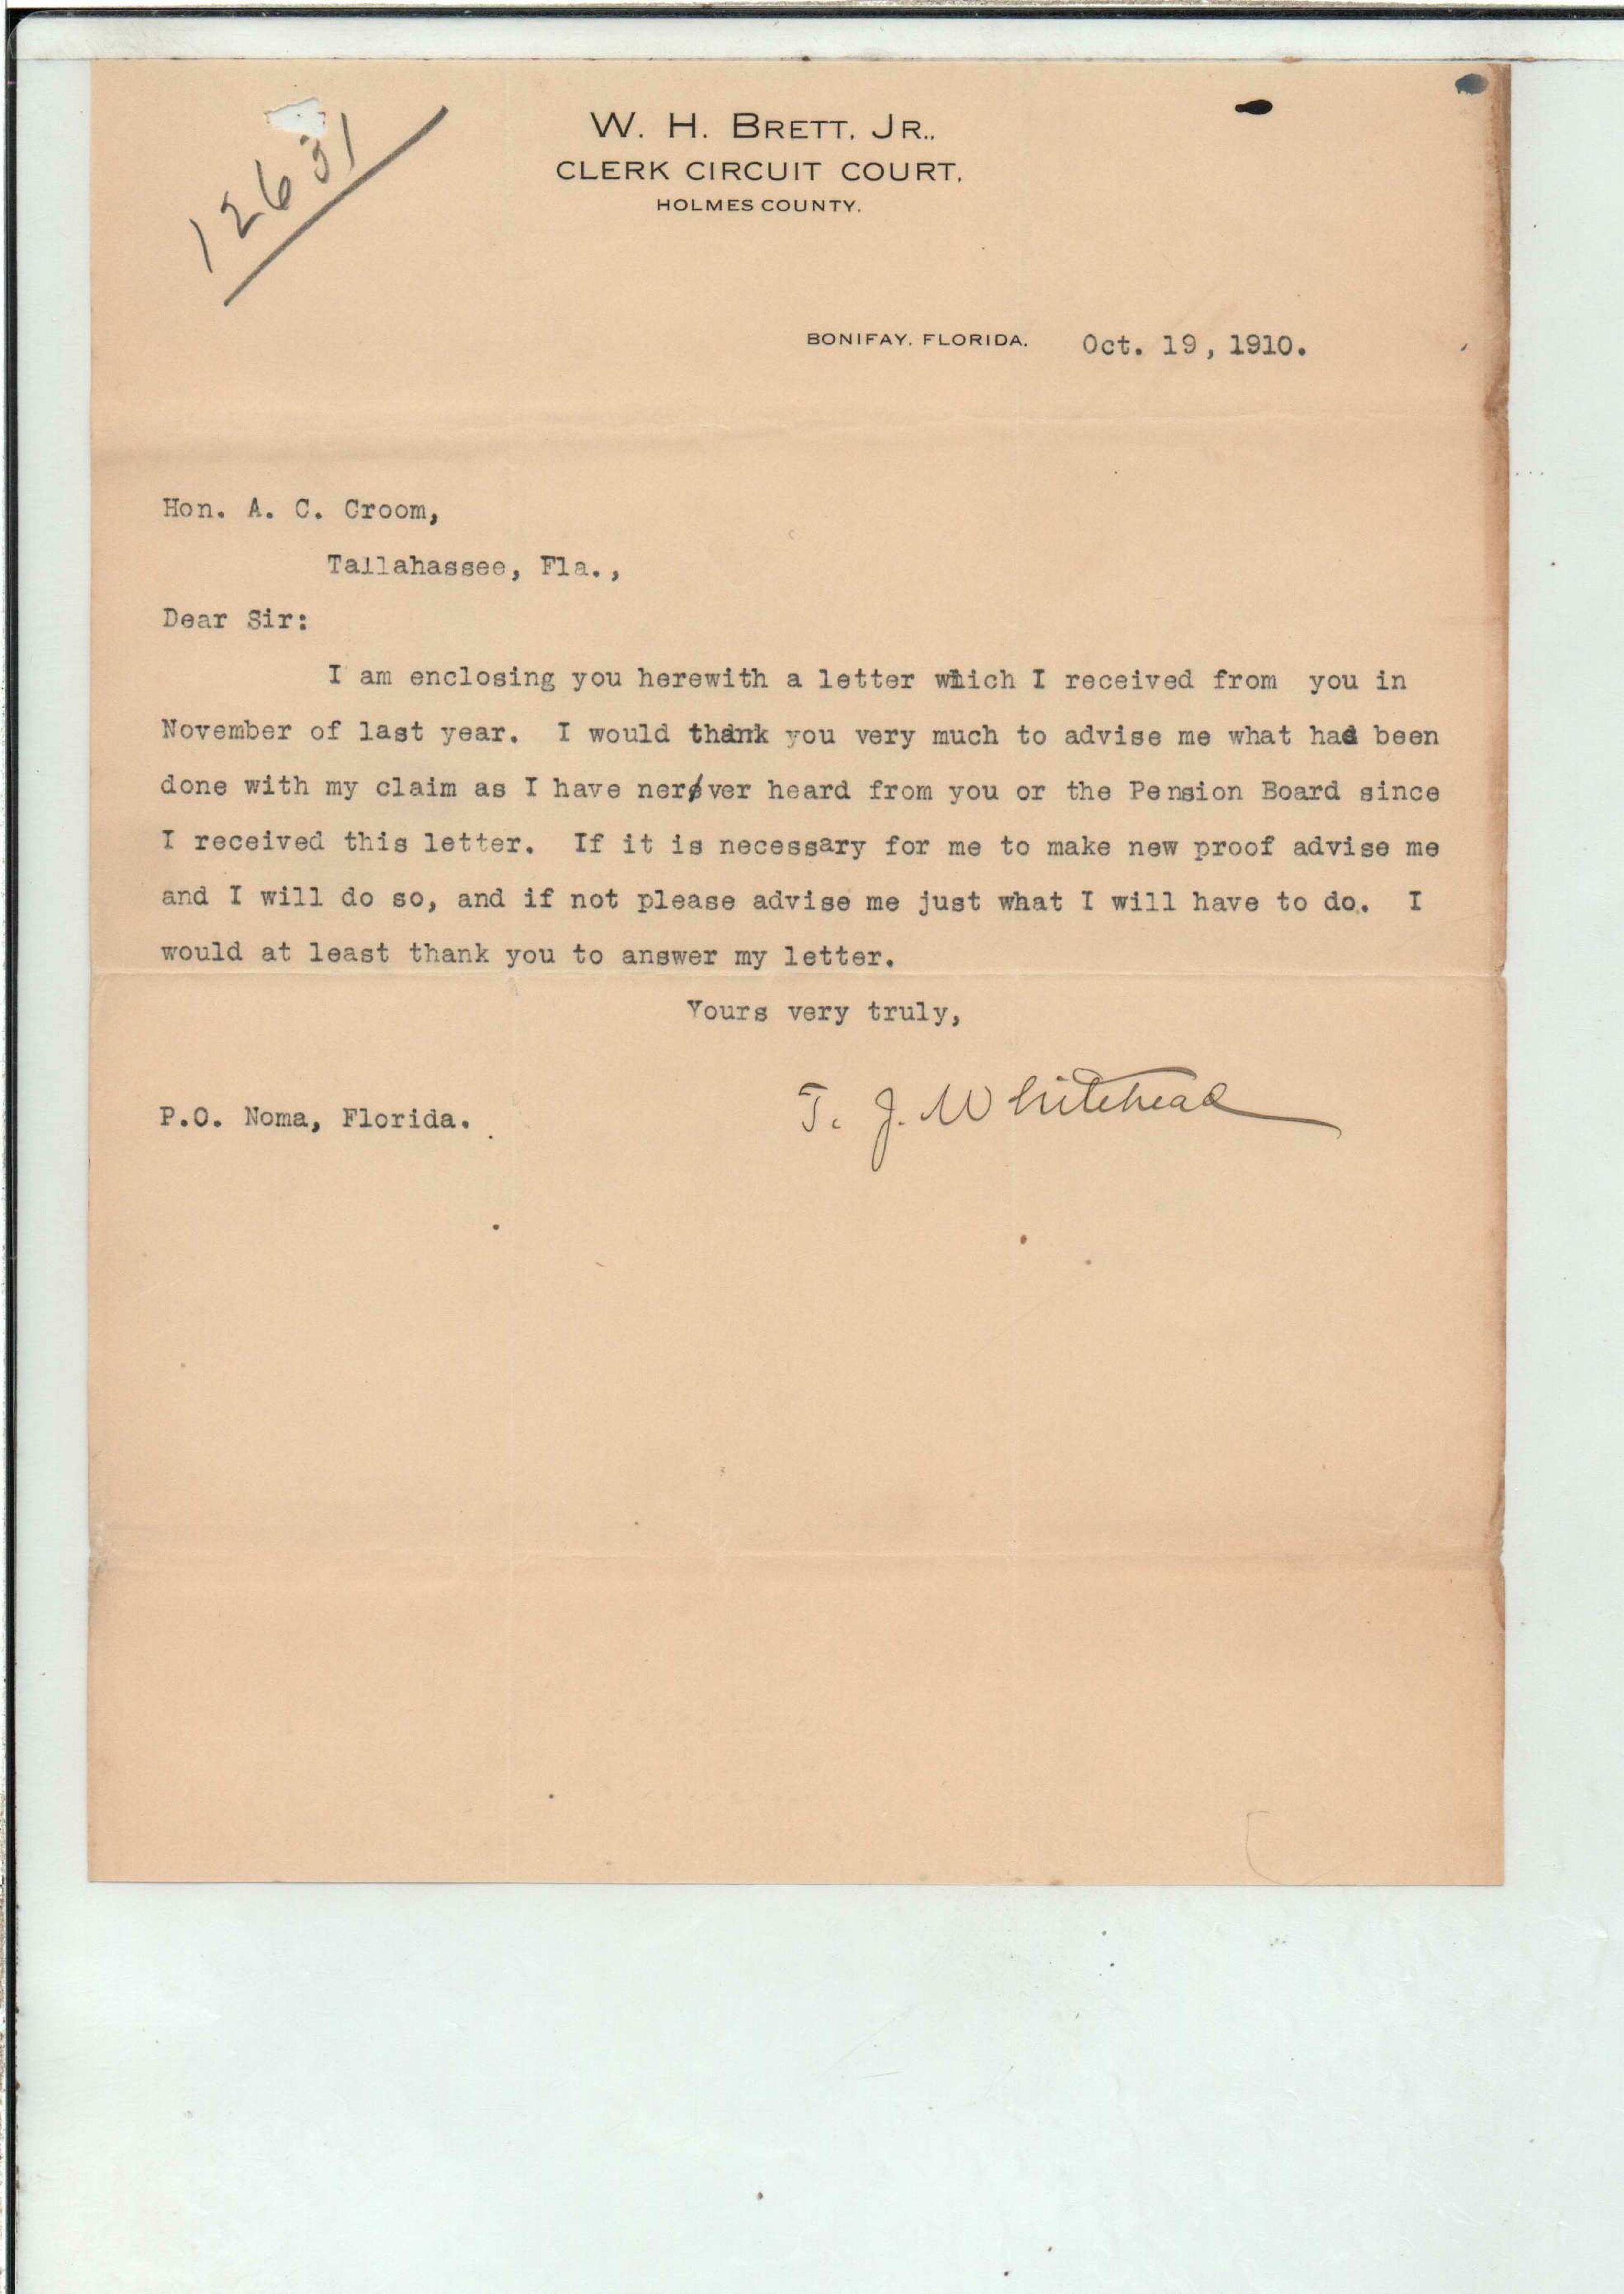 12631
W. H. BRETT, JR.,
CLERK CIRCUIT COURT,
HOLMES COUNTY.
BONIFAY, FLORIDA. Oct. 19, 1910.
Hon. A. C. Croom,
Tallahassee, Fla.,
Dear Sir:
I am enclosing you herewith a letter which I received from you in
November of last year. I would thank you very much to advise me what had been
done with my claim as I have nerever heard from you or the Pension Board since
I received this letter. If it is necessary for me to make new proof advise me
and I will do so, and if not please advise me just what I will have to do. I
would at least thank you to answer my letter.
Yours very truly,
T. J. Whitehead
P.O. Noma, Florida.